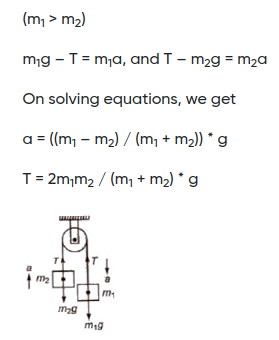 (m₁ > m₂)
m₁g – T = m₁a, and T – m₂g = m₂a
On solving equations, we get
a = ((m₁ – m₂) / (m₁ + m₂)) * g
T = 2m₁m₂ / (m₁ + m₂) * g
T T
a a
m₂
m₁
m₂g
m₁g